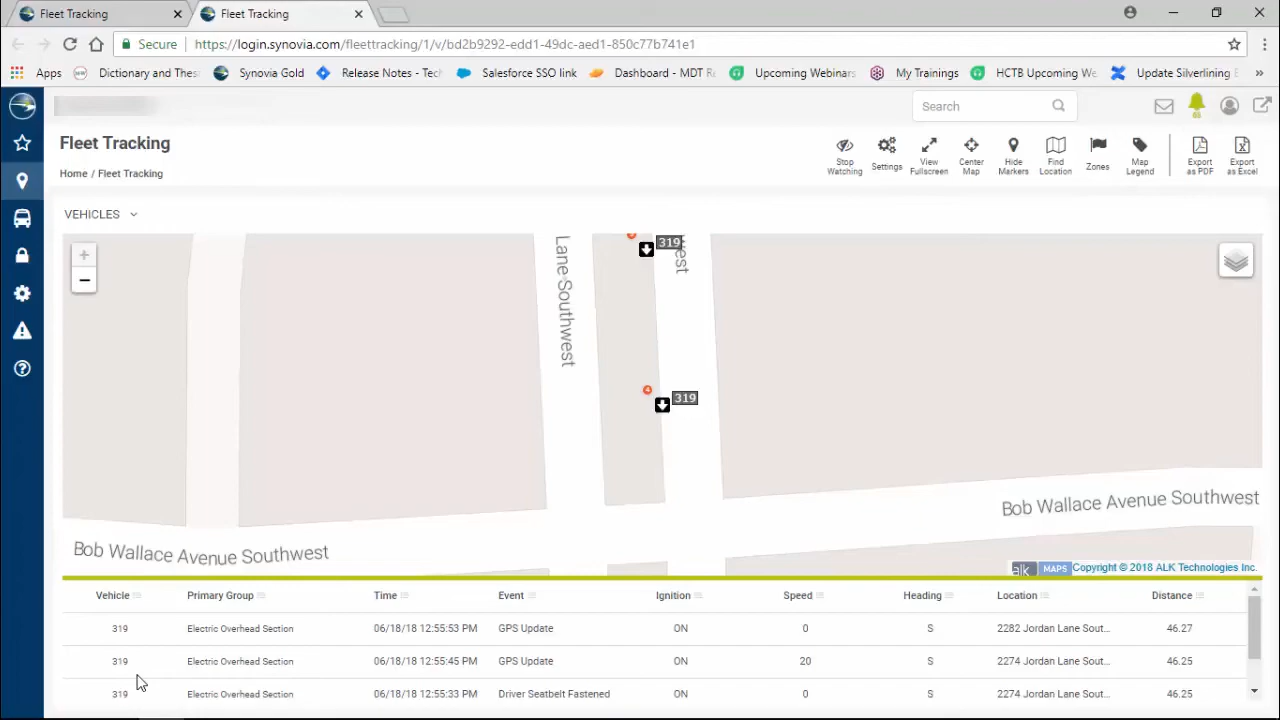 Fleet Tracking
Fleet Tracking
Secure
https://login.synovia.com/fleettracking/1/v/bd2b9292-edd1-49dc-aed1-850c77b741e1
Apps
Dictionary and Thes
Synovia Gold
Release Notes - Tec
Salesforce SSO link
Dashboard - MDT R
Upcoming Webinars
My Trainings
HCTB Upcoming We
Update Silverlining
Search
Fleet Tracking
Home / Fleet Tracking
Stop Watching
Settings
View Fullscreen
Center Map
Hide Markers
Find Location
Zones
Map Legend
Export as PDF
Export as Excel
VEHICLES
+
−
Lane Southwest
319
west
4
319
Bob Wallace Avenue Southwest
Bob Wallace Avenue Southwest
alk MAPS Copyright © 2018 ALK Technologies Inc.
Vehicle Primary Group Time Event Ignition Speed Heading Location Distance
319 Electric Overhead Section 06/18/18 12:55:53 PM GPS Update ON 0 S 2282 Jordan Lane Sout... 46.27
319 Electric Overhead Section 06/18/18 12:55:45 PM GPS Update ON 20 S 2274 Jordan Lane Sout... 46.25
319 Electric Overhead Section 06/18/18 12:55:33 PM Driver Seatbelt Fastened ON 0 S 2274 Jordan Lane Sout... 46.25